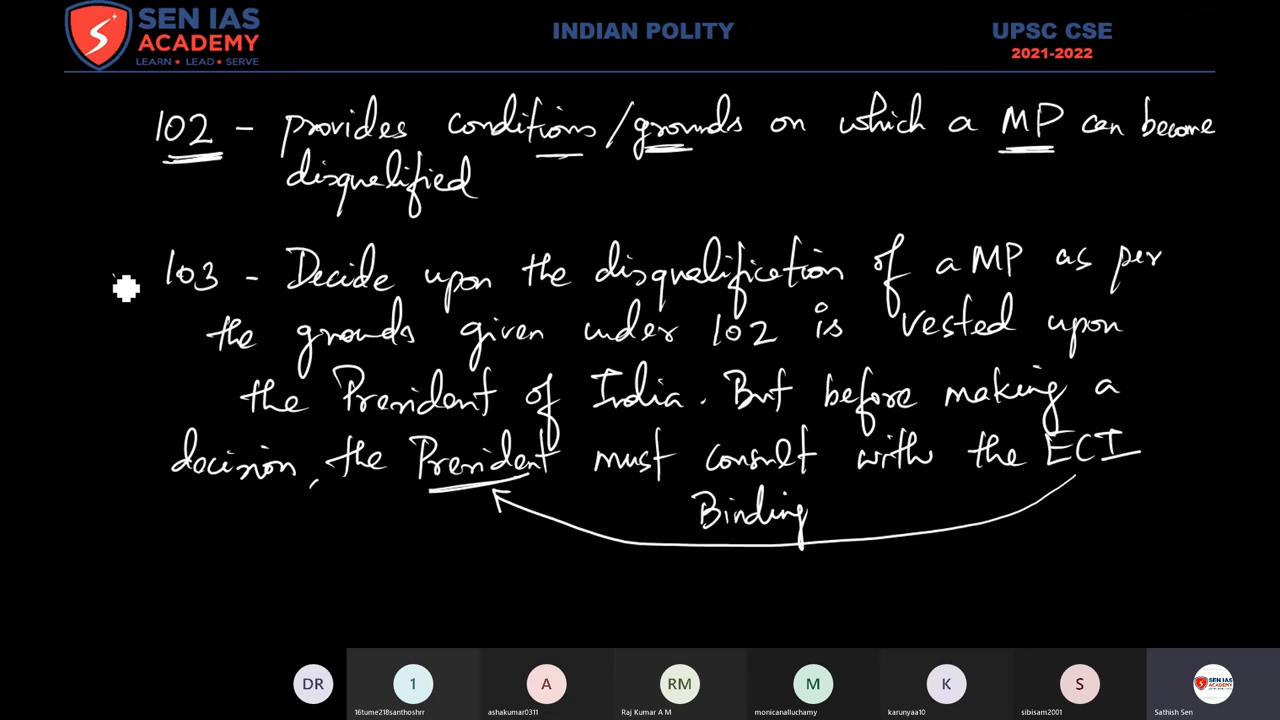 SEN IAS
ACADEMY
LEARN ★ LEAD ★ SERVE
INDIAN POLITY
UPSC CSE
2021-2022
102 - provides conditions/grounds on which a MP can become
disqualified
103 - Decide upon the disqualification of a MP as per
the grounds given under 102 is vested upon
the President of India. But before making a
decision, the President must consult with the ECI
Binding
DR
1
A
RM
M
K
S
SEN IAS
ACADEMY
16tume218santhoshrr
ashakumar0311
Raj Kumar A M
monicanalluchamy
karunyaa10
sibisam2001
Sathish Sen